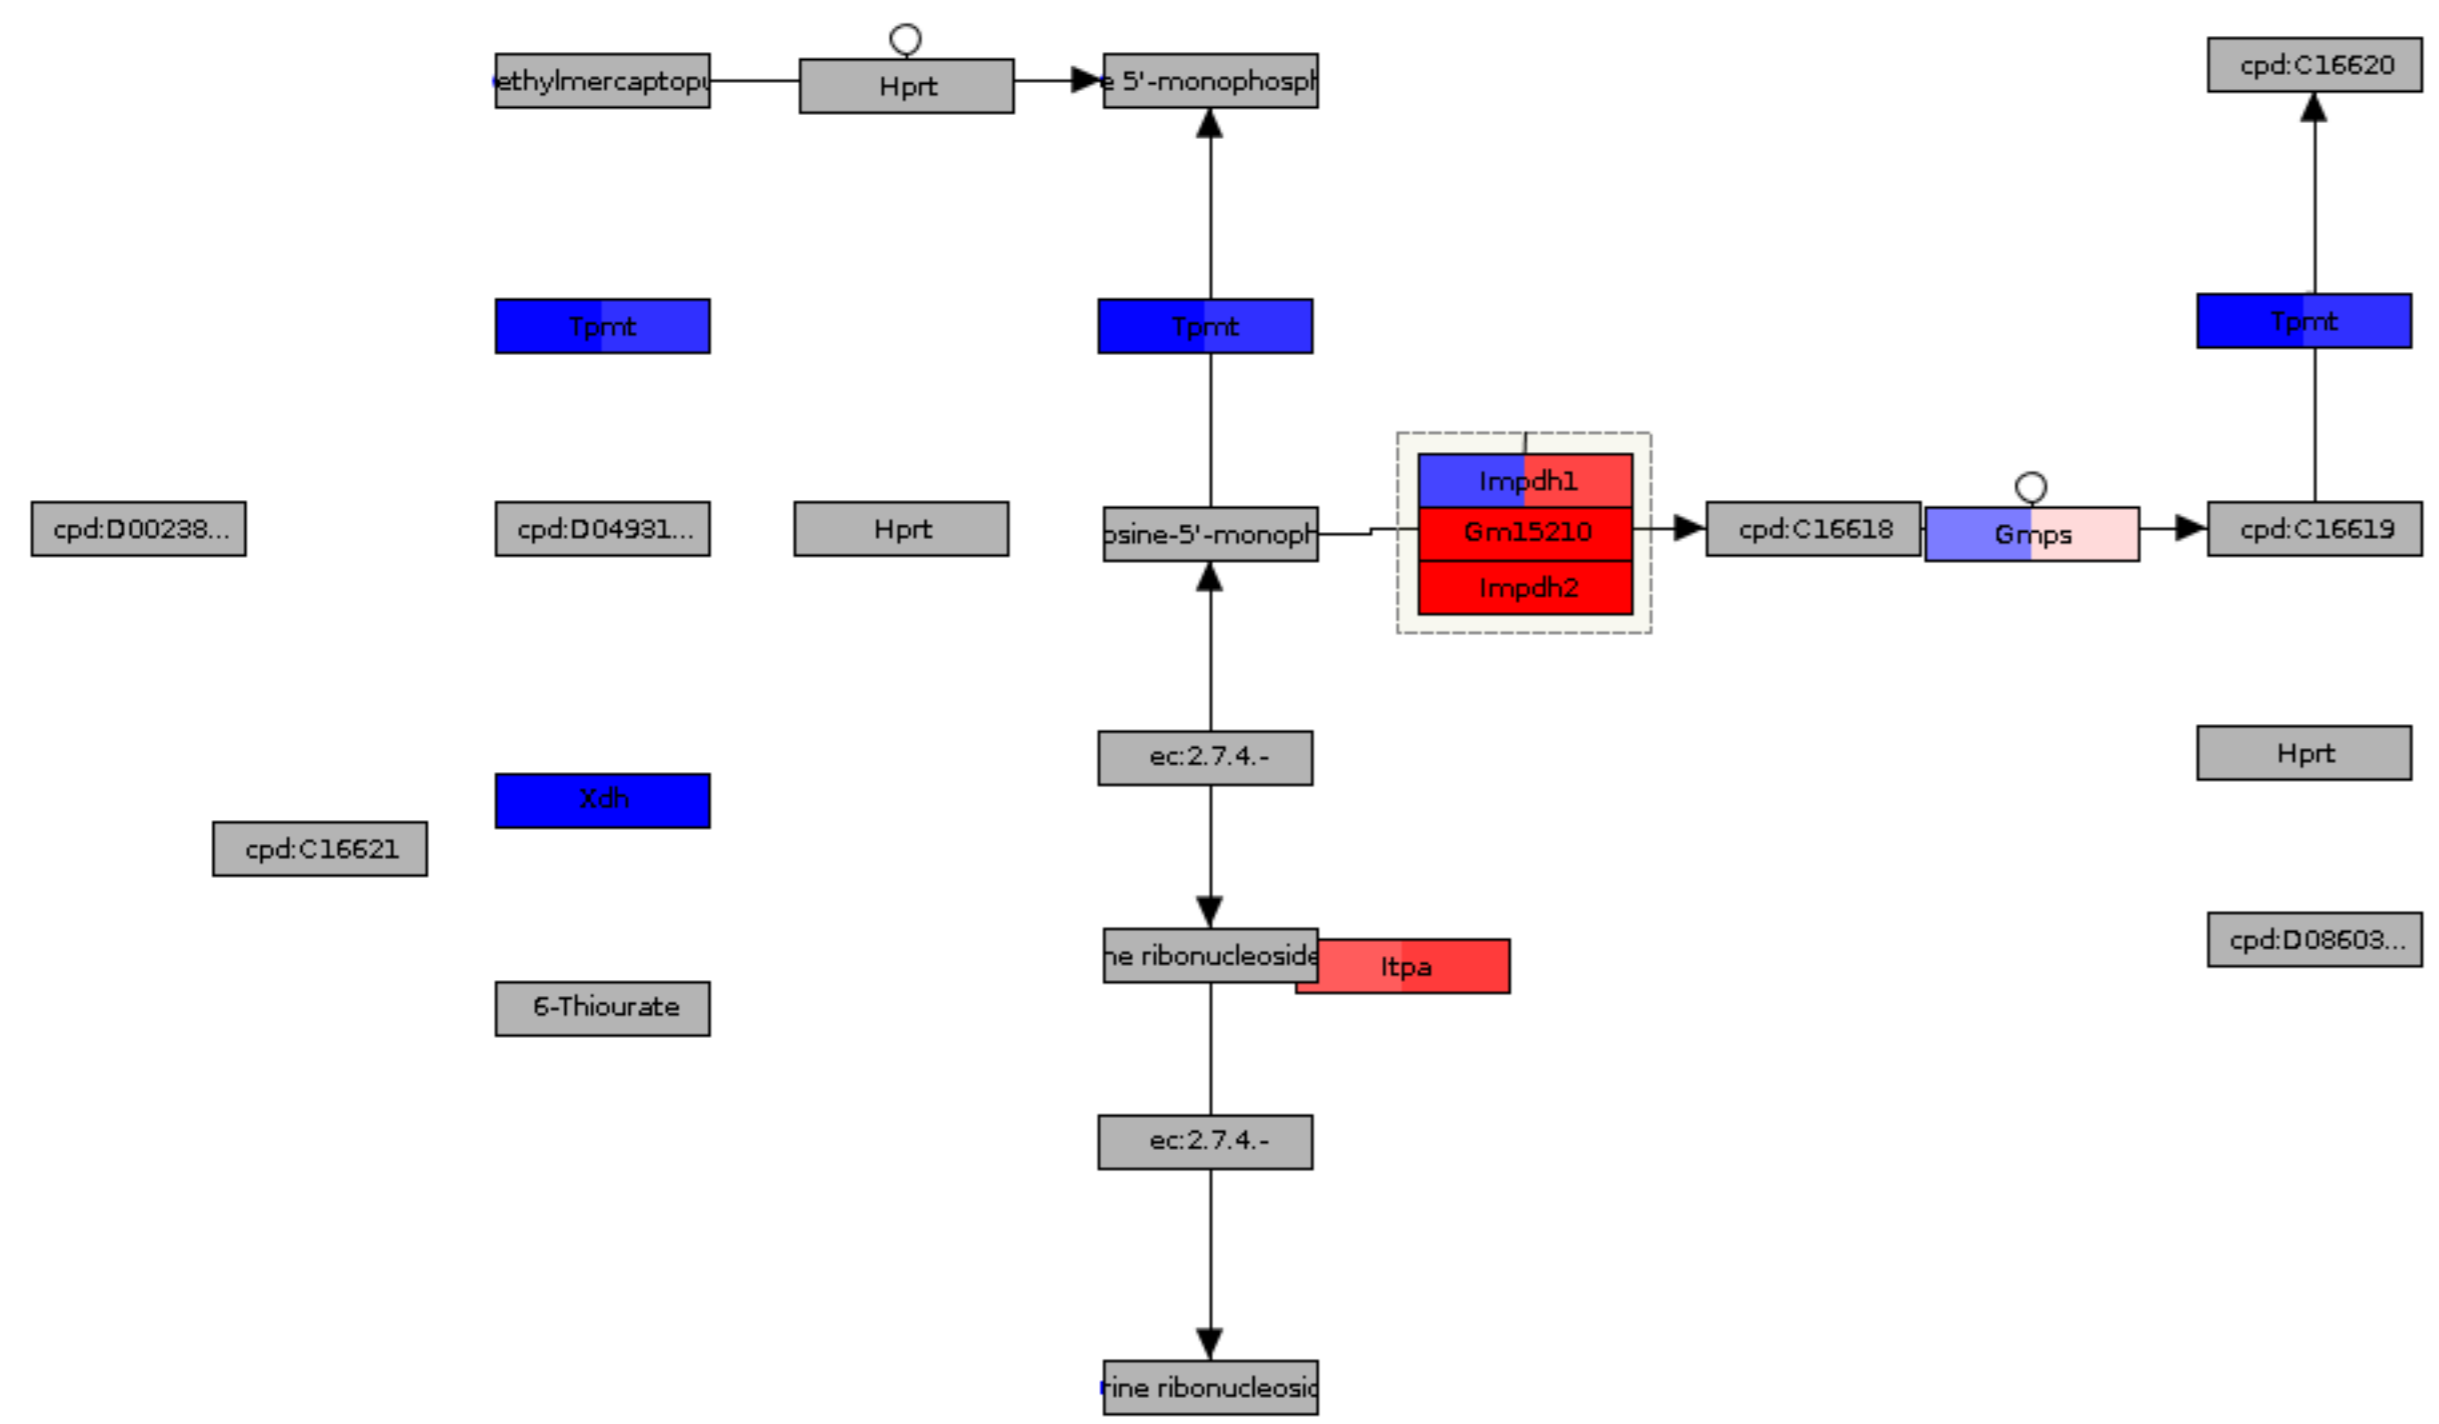 ethylmercaptopu
Hprt
e 5'-monophosph
cpd:C16620
Tpmt
Tpmt
Tpmt
cpd:D00238...
cpd:D04931...
Hprt
osine-5'-monoph
Impdh1
Gm15210
Impdh2
cpd:C16618
Gmps
cpd:C16619
ec:2.7.4.-
Hprt
Xdh
cpd:C16621
ne ribonucleoside
Itpa
cpd:D08603...
6-Thiourate
ec:2.7.4.-
rine ribonucleosid